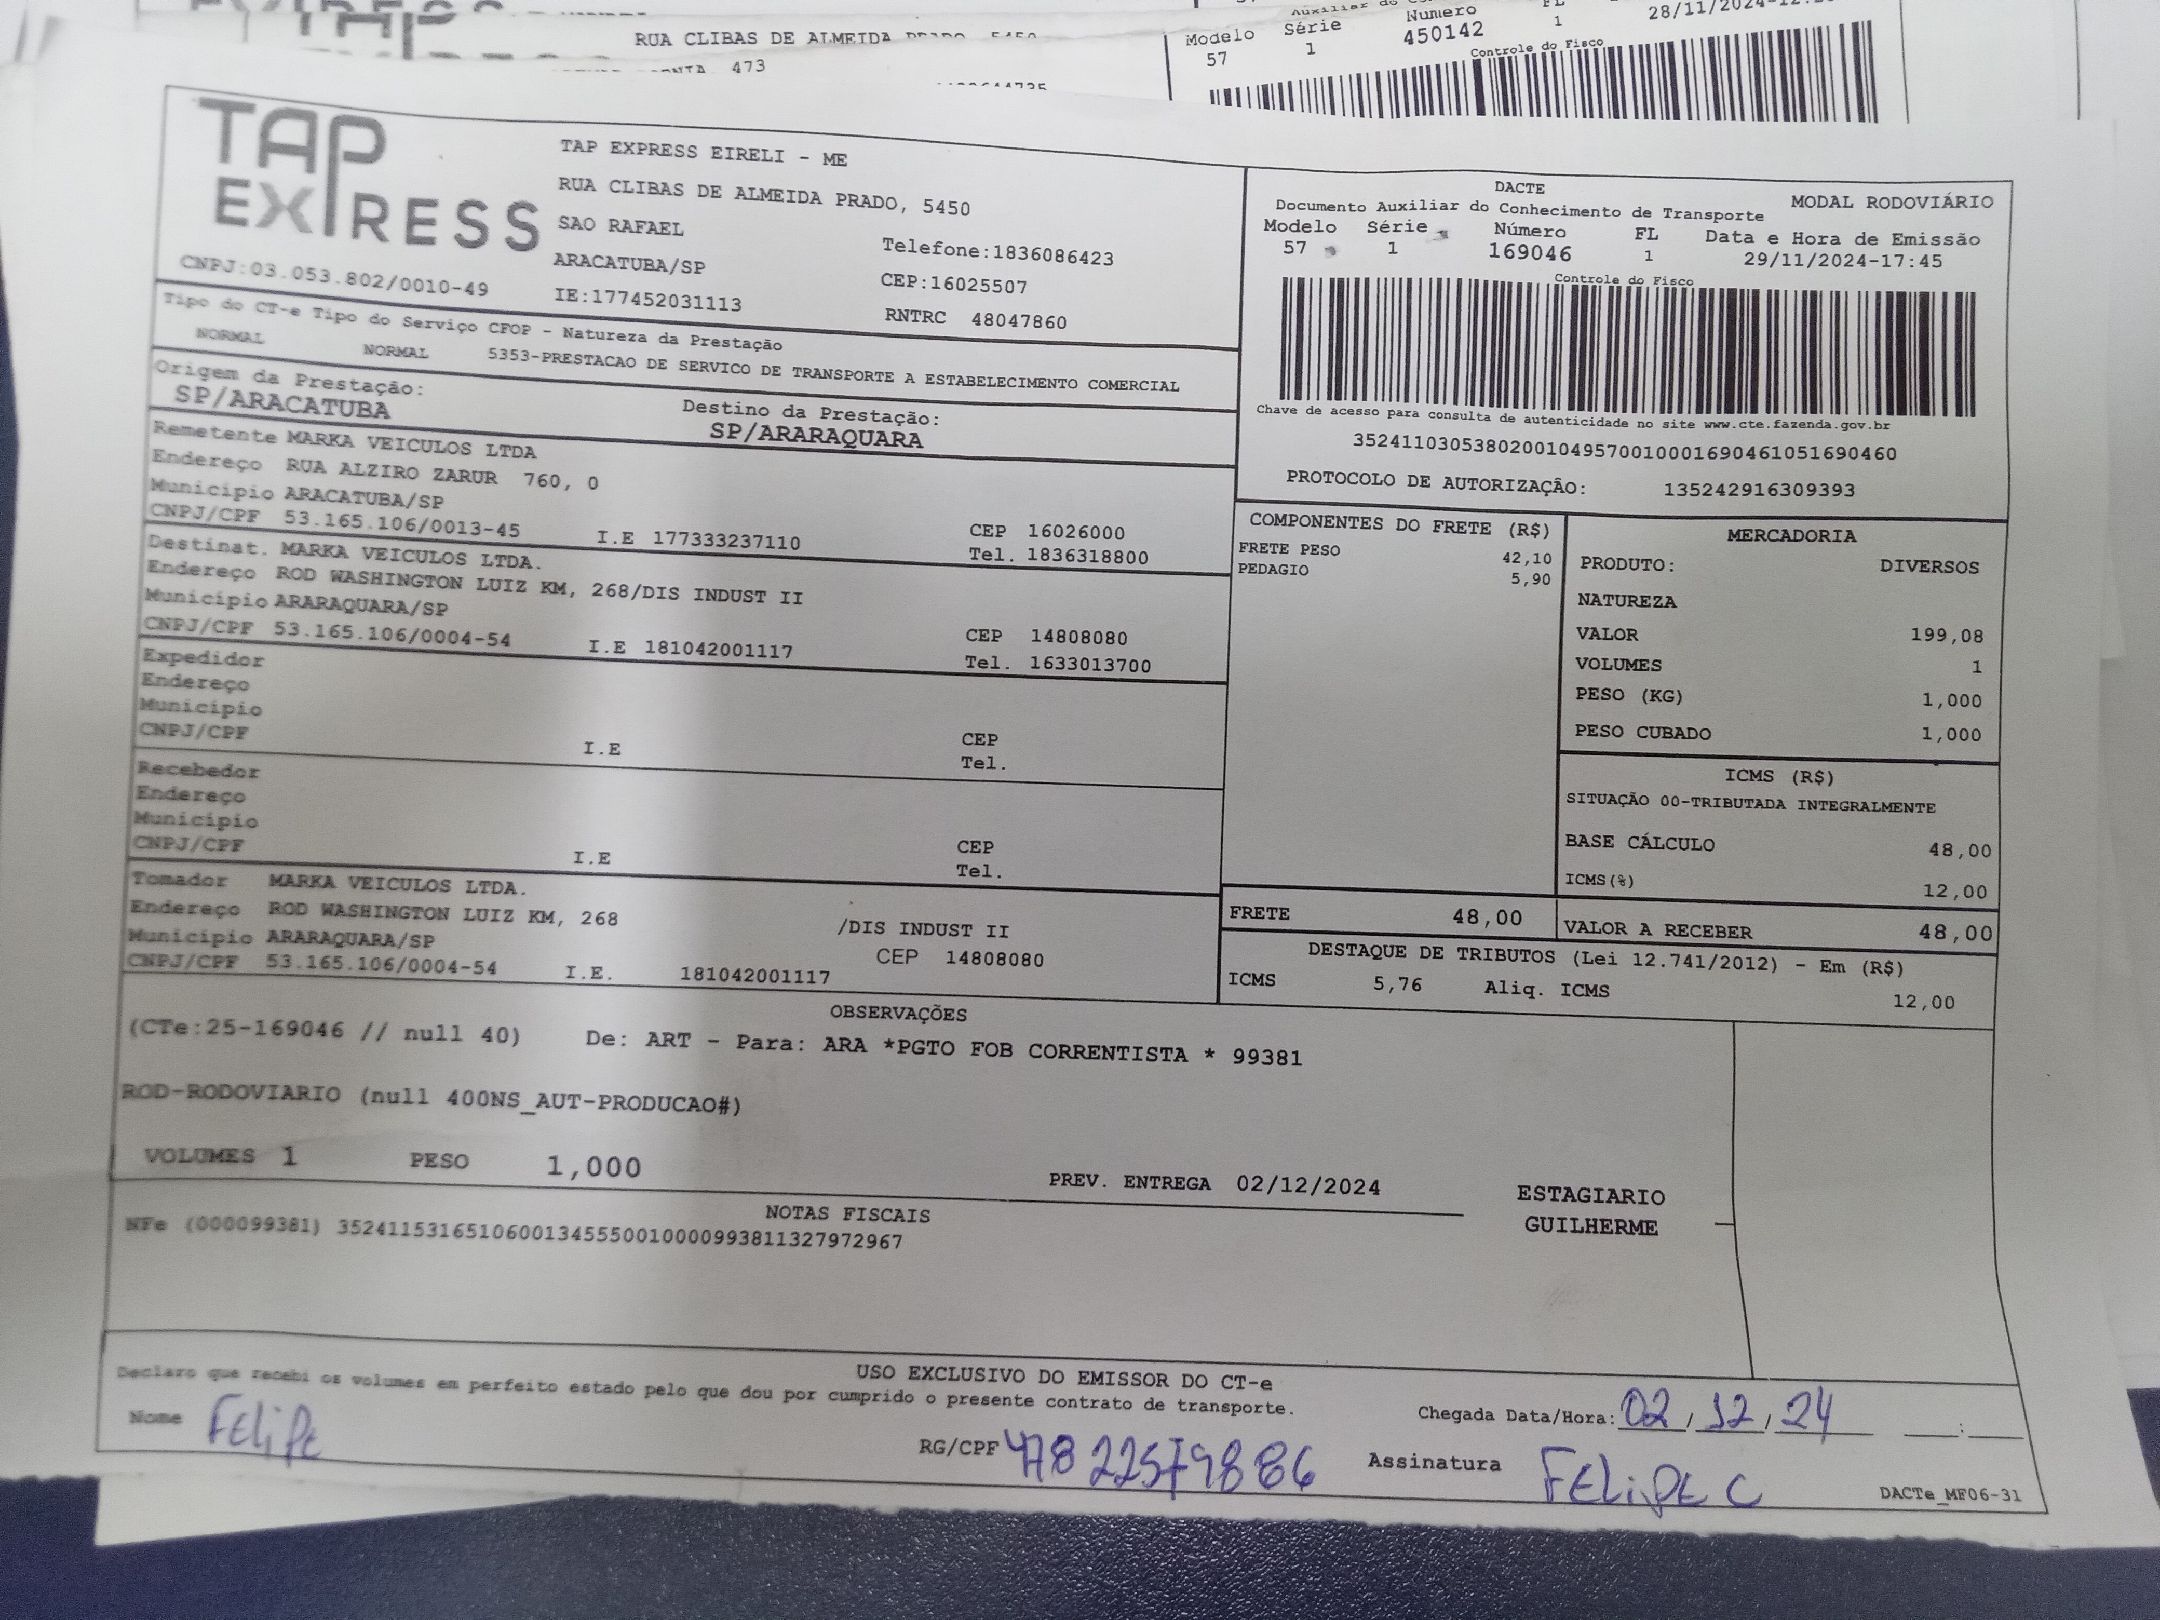 RUA CLIBAS DE ALMEIDA PRADO, 5450
473
Modelo Série Numero FL
57 1 450142 1 28/11/2024
Controle do Fisco
TAP EXPRESS
CNPJ:03.053.802/0010-49
TAP EXPRESS EIRELI - ME
RUA CLIBAS DE ALMEIDA PRADO, 5450
SAO RAFAEL
Telefone:1836086423
ARACATUBA/SP
CEP:16025507
IE:177452031113
RNTRC 48047860
DACTE
MODAL RODOVIÁRIO
Documento Auxiliar do Conhecimento de Transporte
Modelo Série Número FL Data e Hora de Emissão
57 1 169046 1 29/11/2024-17:45
Controle do Fisco
Chave de acesso para consulta de autenticidade no site www.cte.fazenda.gov.br
35241103053802001049570010001690461051690460
PROTOCOLO DE AUTORIZAÇÂO: 135242916309393
Tipo do CT-e Tipo do Serviço CFOP - Natureza da Prestação
NORMAL NORMAL 5353-PRESTACAO DE SERVICO DE TRANSPORTE A ESTABELECIMENTO COMERCIAL
Origem da Prestação: Destino da Prestação:
SP/ARACATUBA SP/ARARAQUARA
Remetente MARKA VEICULOS LTDA
Endereço RUA ALZIRO ZARUR 760, 0
Município ARACATUBA/SP CEP 16026000
CNPJ/CPF 53.165.106/0013-45 I.E 177333237110 Tel. 1836318800
Destinat. MARKA VEICULOS LTDA.
Endereço ROD WASHINGTON LUIZ KM, 268/DIS INDUST II
Município ARARAQUARA/SP CEP 14808080
CNPJ/CPF 53.165.106/0004-54 I.E 181042001117 Tel. 1633013700
Expedidor
Endereço
Município CEP
CNPJ/CPF I.E Tel.
Recebedor
Endereço
Município CEP
CNPJ/CPF I.E Tel.
Tomador MARKA VEICULOS LTDA.
Endereço ROD WASHINGTON LUIZ KM, 268 /DIS INDUST II
Município ARARAQUARA/SP CEP 14808080
CNPJ/CPF 53.165.106/0004-54 I.E. 181042001117
COMPONENTES DO FRETE (R$)
FRETE PESO 42,10
PEDAGIO 5,90
MERCADORIA
PRODUTO: DIVERSOS
NATUREZA
VALOR 199,08
VOLUMES 1
PESO (KG) 1,000
PESO CUBADO 1,000
ICMS (R$)
SITUAÇÃO 00-TRIBUTADA INTEGRALMENTE
BASE CÁLCULO 48,00
ICMS(%) 12,00
FRETE 48,00 VALOR A RECEBER 48,00
DESTAQUE DE TRIBUTOS (Lei 12.741/2012) - Em (R$)
ICMS 5,76 Aliq. ICMS 12,00
OBSERVAÇÕES
(CTe:25-169046 // null 40) De: ART - Para: ARA *PGTO FOB CORRENTISTA * 99381
ROD-RODOVIARIO (null 400NS_AUT-PRODUCAO#)
VOLUMES 1 PESO 1,000 PREV. ENTREGA 02/12/2024
ESTAGIARIO
GUILHERME
NOTAS FISCAIS
NFe (000099381) 35241153165106001345550010000993811327972967
USO EXCLUSIVO DO EMISSOR DO CT-e
Declaro que recebi os volumes em perfeito estado pelo que dou por cumprido o presente contrato de transporte.
Chegada Data/Hora: 02/12/24 :
Nome FELiPE RG/CPF 47822579886 Assinatura FELiPE C
DACTe_MF06-31